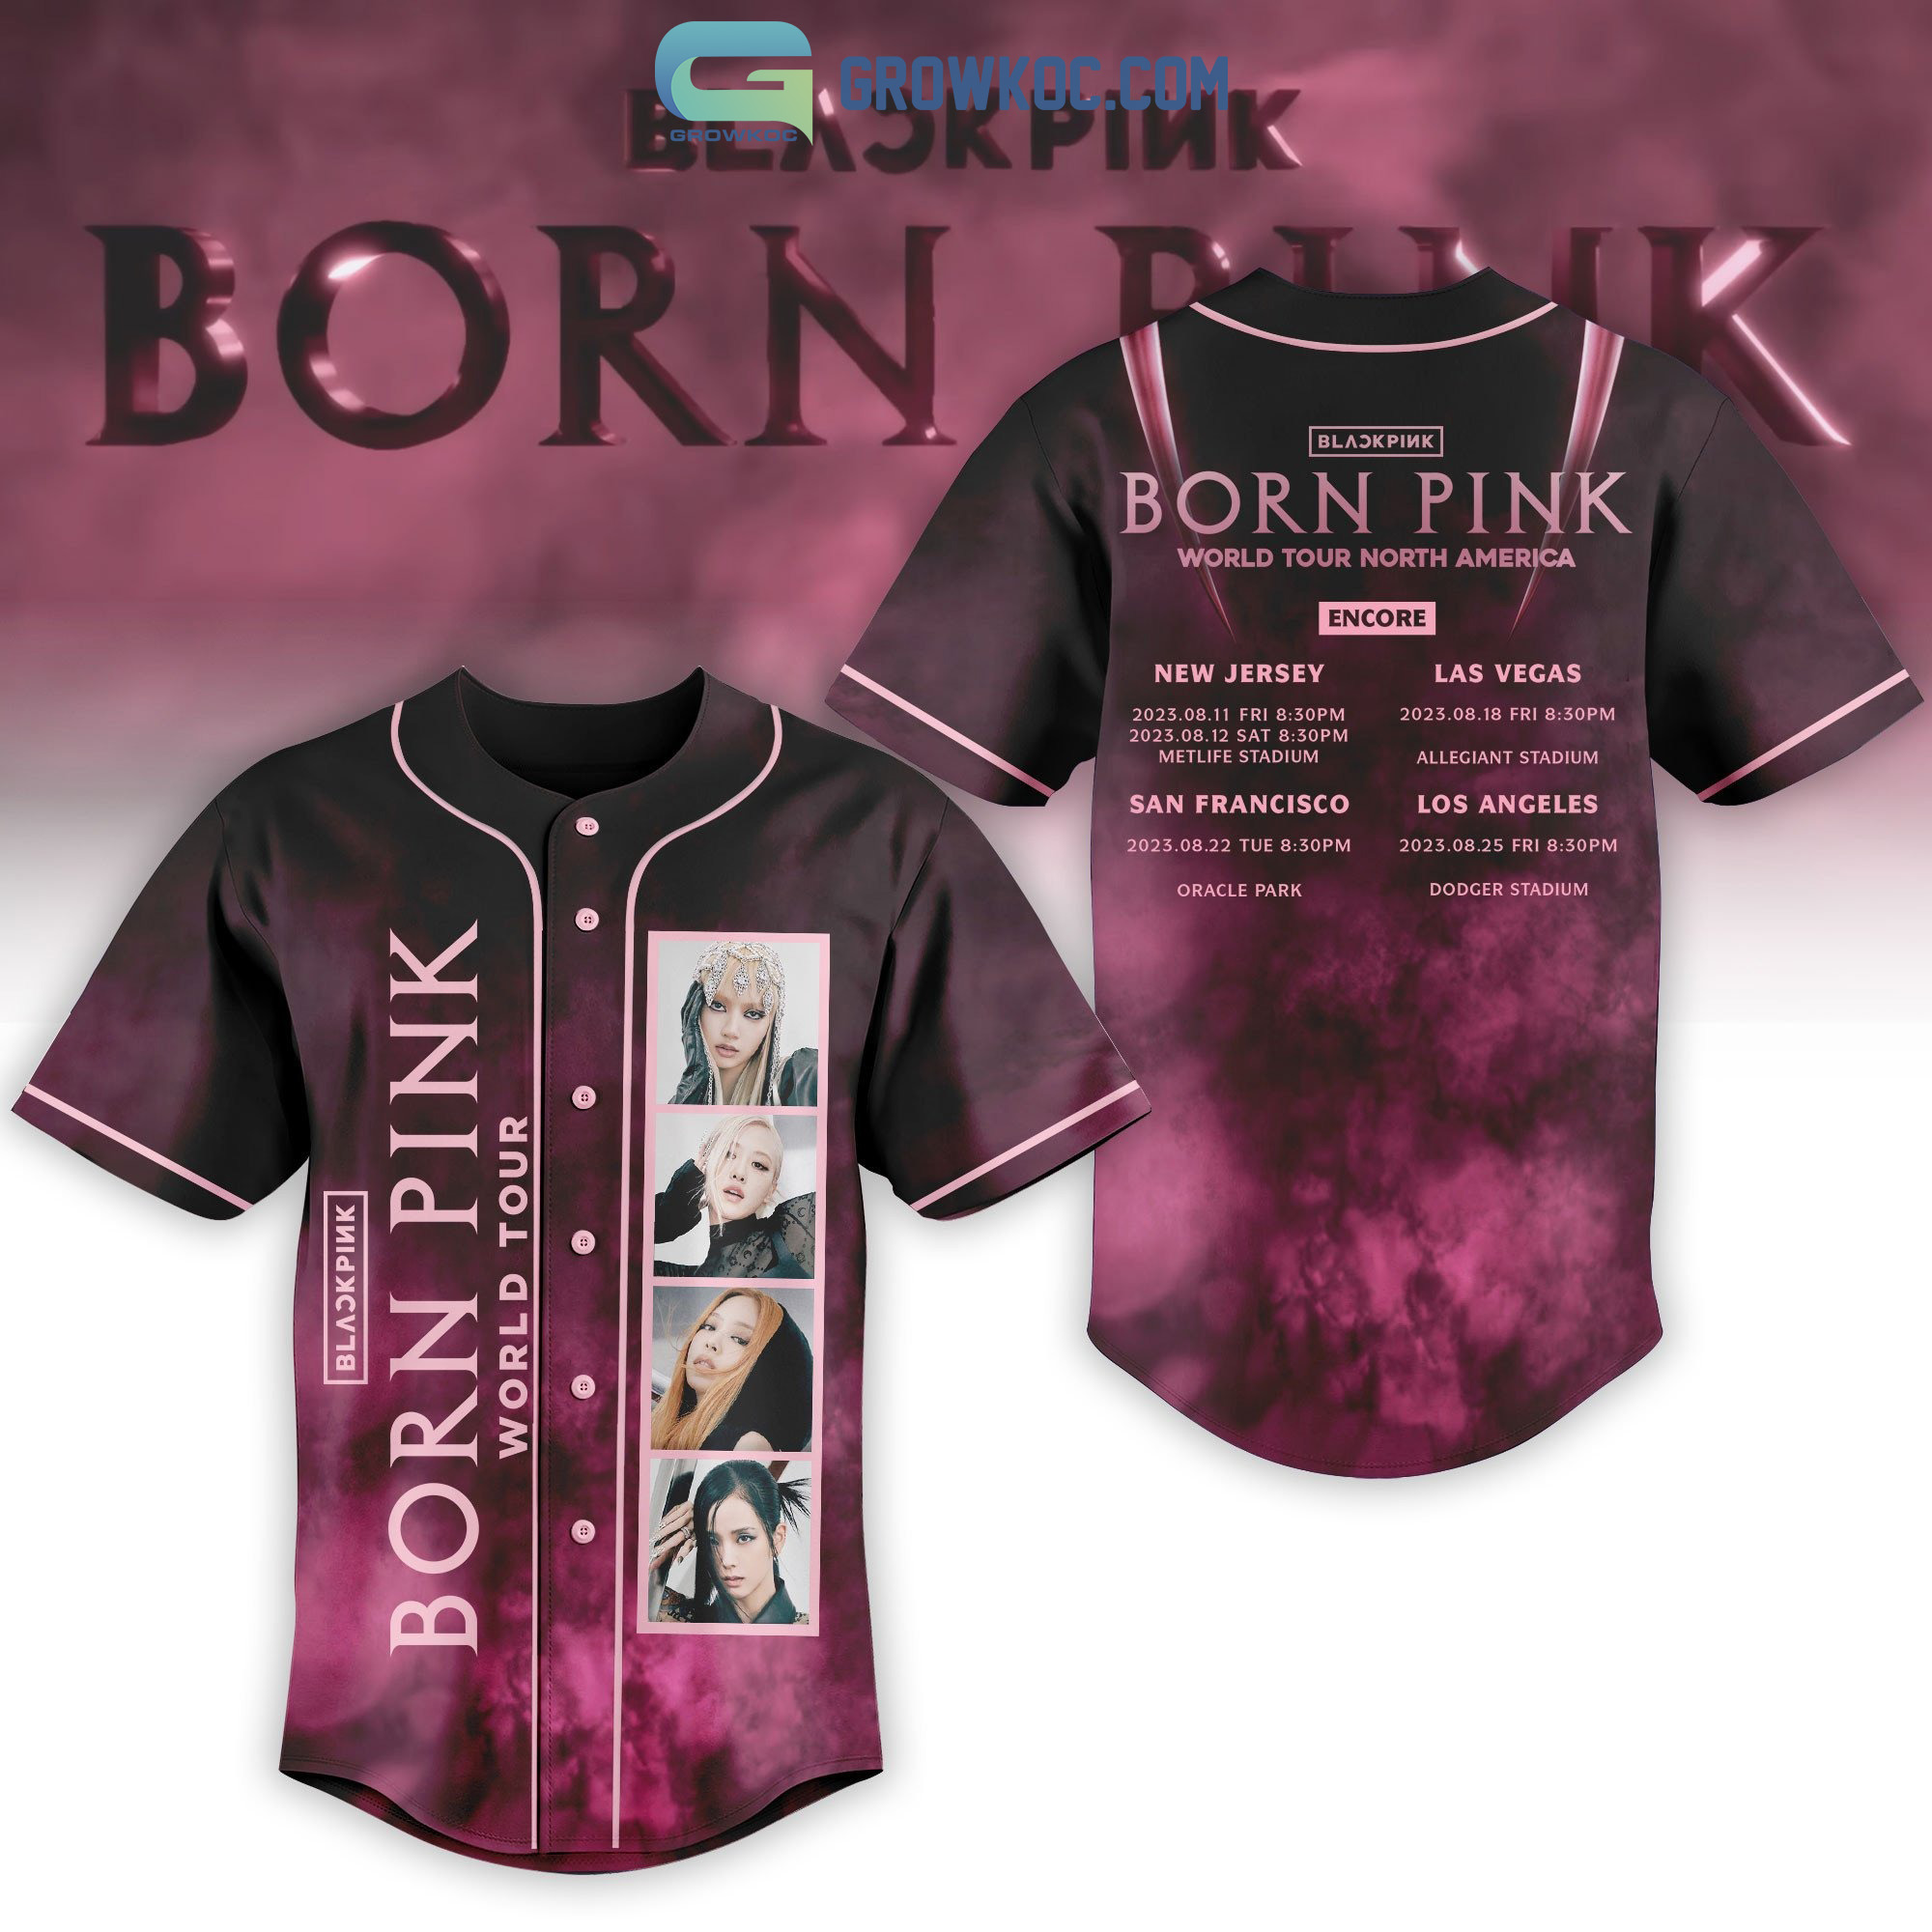 GROWKOC.COM
GROWKOC
BLɅƆKPIИK
BORN PINK
BLɅƆKPIИK
BORN PINK
WORLD TOUR NORTH AMERICA
ENCORE
NEW JERSEY
2023.08.11 FRI 8:30PM
2023.08.12 SAT 8:30PM
METLIFE STADIUM
LAS VEGAS
2023.08.18 FRI 8:30PM
ALLEGIANT STADIUM
SAN FRANCISCO
2023.08.22 TUE 8:30PM
ORACLE PARK
LOS ANGELES
2023.08.25 FRI 8:30PM
DODGER STADIUM
BLɅƆKPIИK
BORN PINK
WORLD TOUR